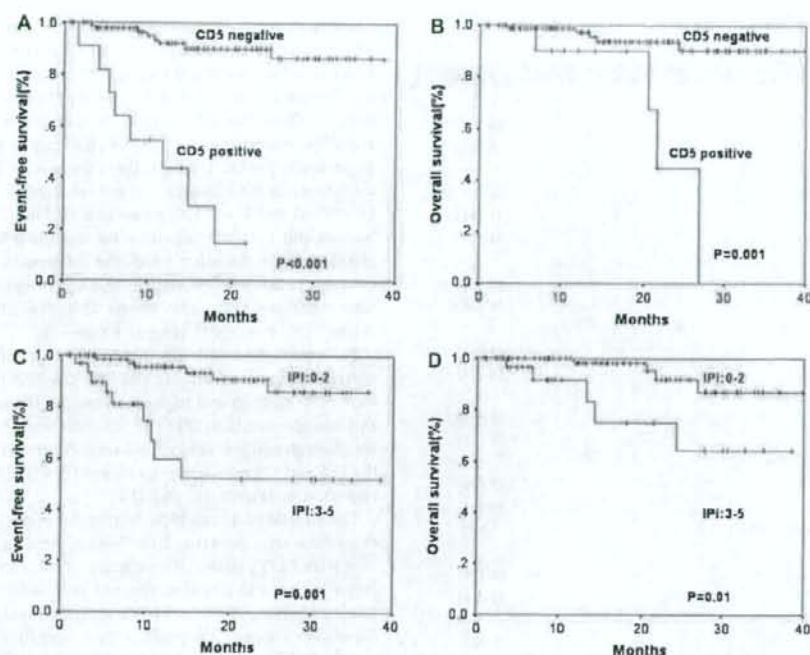 A
Event-free survival(%)
1.0
.8
.6
.4
.2
0.0
CD5 negative
CD5 positive
P<0.001
0
10
20
30
40
Months
B
Overall survival(%)
1.0
.8
.6
.4
.2
0.0
CD5 negative
CD5 positive
P=0.001
0
10
20
30
40
Months
C
Event-free survival(%)
1.0
.8
.6
.4
.2
0.0
IPI:0-2
IPI:3-5
P=0.001
0
10
20
30
40
Months
D
Overall survival(%)
1.0
.8
.6
.4
.2
0.0
IPI:0-2
IPI:3-5
P=0.01
0
10
20
30
40
Months